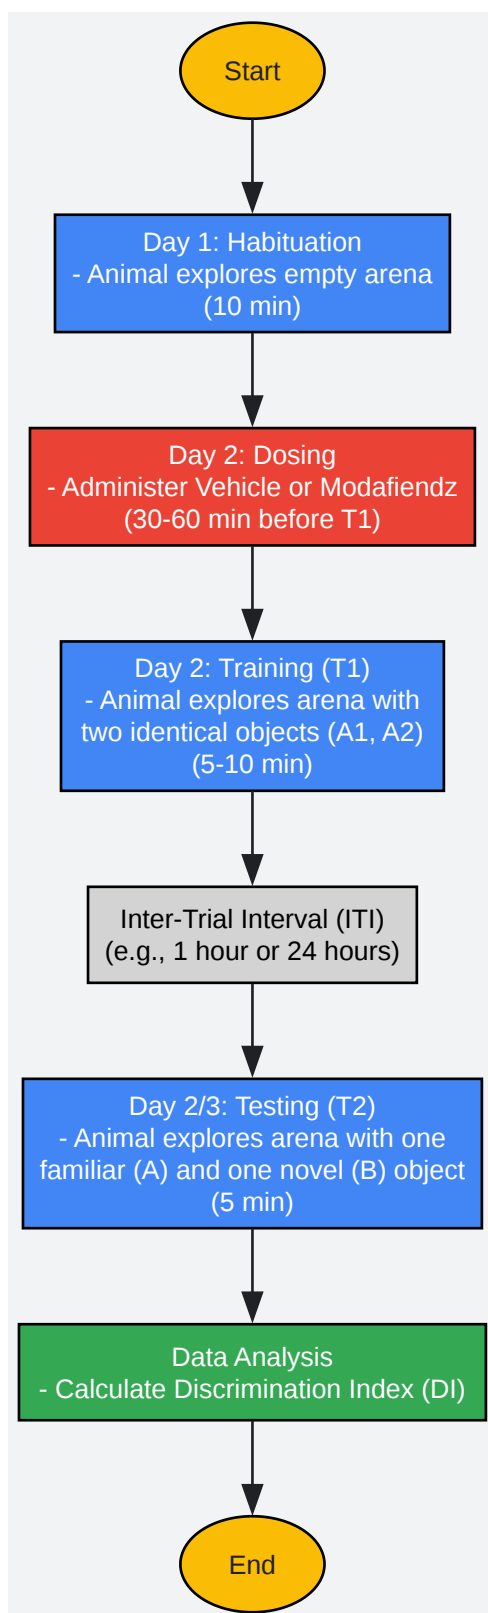 Start
Day 1: Habituation
- Animal explores empty arena
(10 min)
Day 2: Dosing
- Administer Vehicle or Modafiendz
(30-60 min before T1)
Day 2: Training (T1)
- Animal explores arena with
two identical objects (A1, A2)
(5-10 min)
Inter-Trial Interval (ITI)
(e.g., 1 hour or 24 hours)
Day 2/3: Testing (T2)
- Animal explores arena with one
familiar (A) and one novel (B) object
(5 min)
Data Analysis
- Calculate Discrimination Index (DI)
End